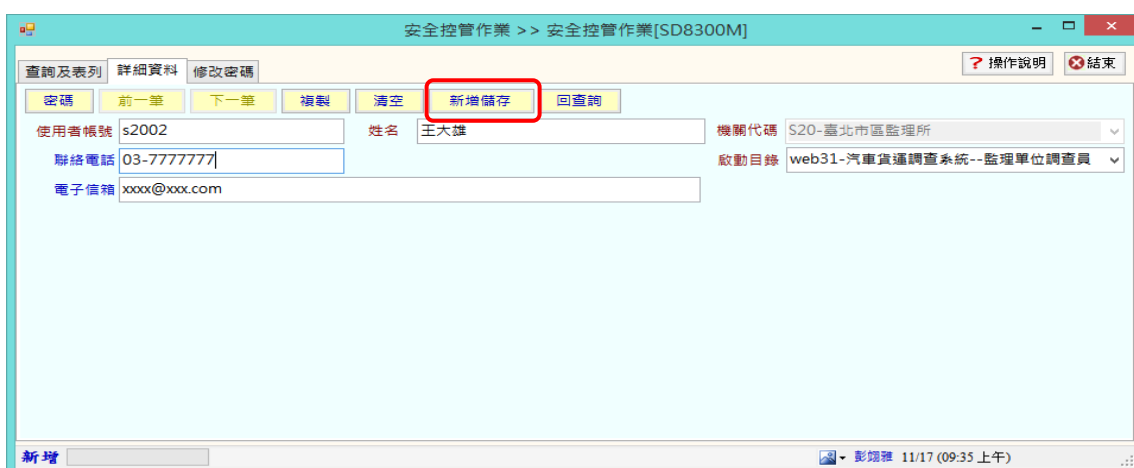 安全控管作業 >> 安全控管作業[SD8300M]
查詢及表列 詳細資料 修改密碼 ? 操作說明 結束
密碼 前一筆 下一筆 複製 清空 新增儲存 回查詢
使用者帳號 s2002 姓名 王大雄 機關代碼 S20-臺北市區監理所
聯絡電話 03-7777777 啟動目錄 web31-汽車貨運調查系統--監理單位調查員
電子信箱 xxxx@xxx.com
新增 彭翊雅 11/17 (09:35 上午)